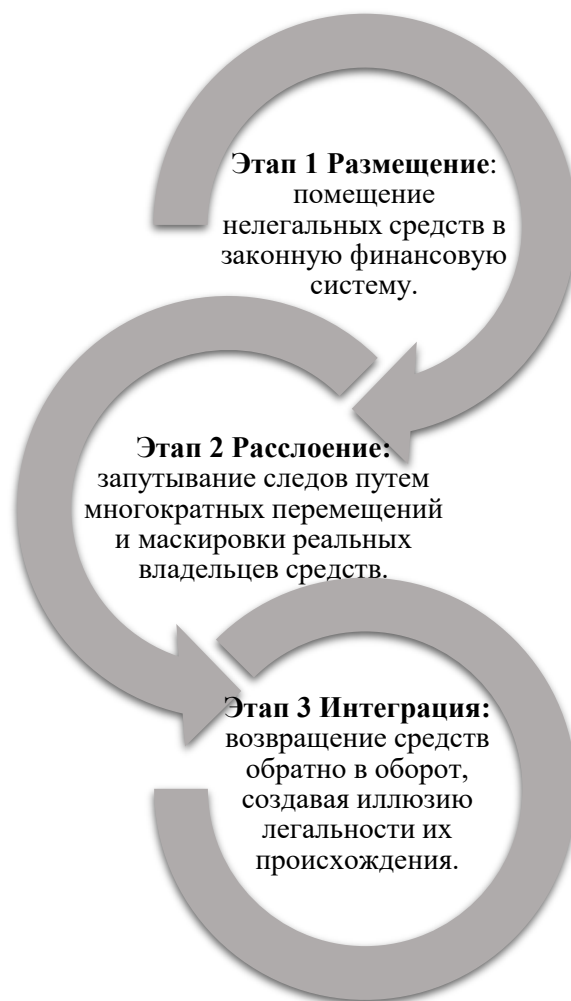 Этап 1 Размещение:
помещение
нелегальных средств в
законную финансовую
систему.
Этап 2 Расслоение:
запутывание следов путем
многократных перемещений
и маскировки реальных
владельцев средств.
Этап 3 Интеграция:
возвращение средств
обратно в оборот,
создавая иллюзию
легальности их
происхождения.